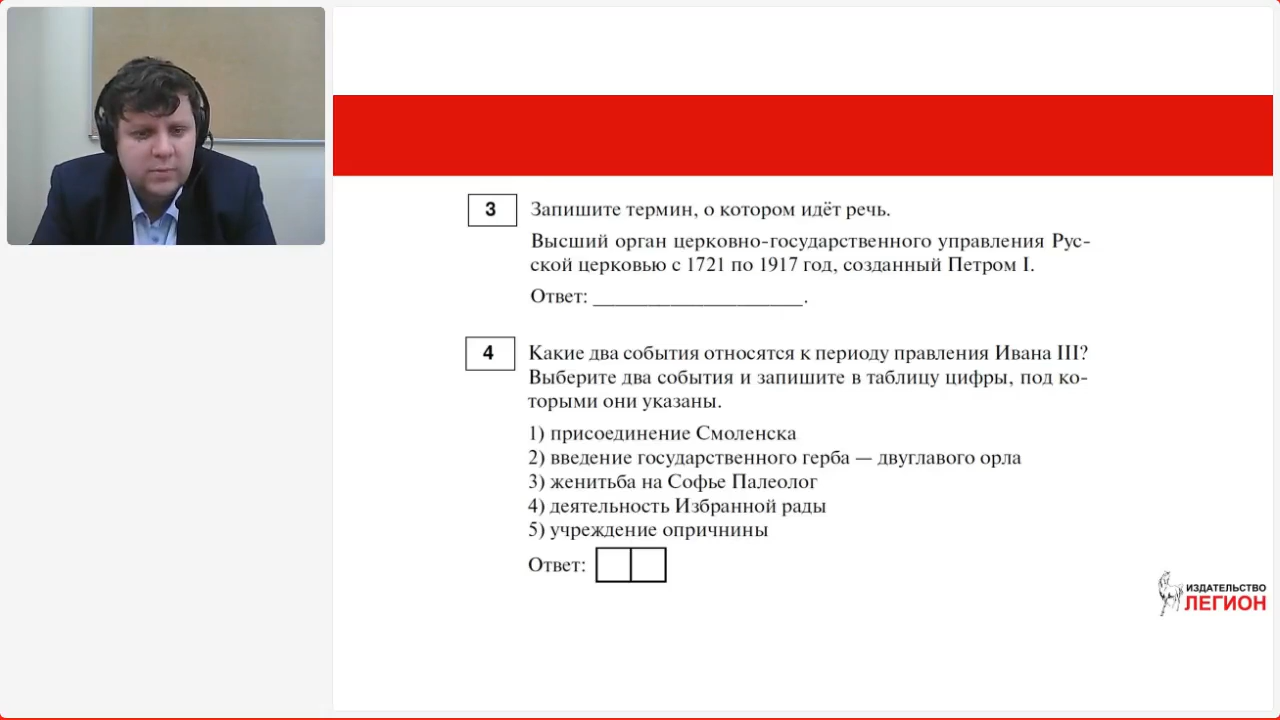 3
Запишите термин, о котором идёт речь.
Высший орган церковно-государственного управления Рус-
ской церковью с 1721 по 1917 год, созданный Петром I.
Ответ: ____________________.
4
Какие два события относятся к периоду правления Ивана III?
Выберите два события и запишите в таблицу цифры, под ко-
торыми они указаны.
1) присоединение Смоленска
2) введение государственного герба — двуглавого орла
3) женитьба на Софье Палеолог
4) деятельность Избранной рады
5) учреждение опричнины
Ответ:
ИЗДАТЕЛЬСТВО
ЛЕГИОН